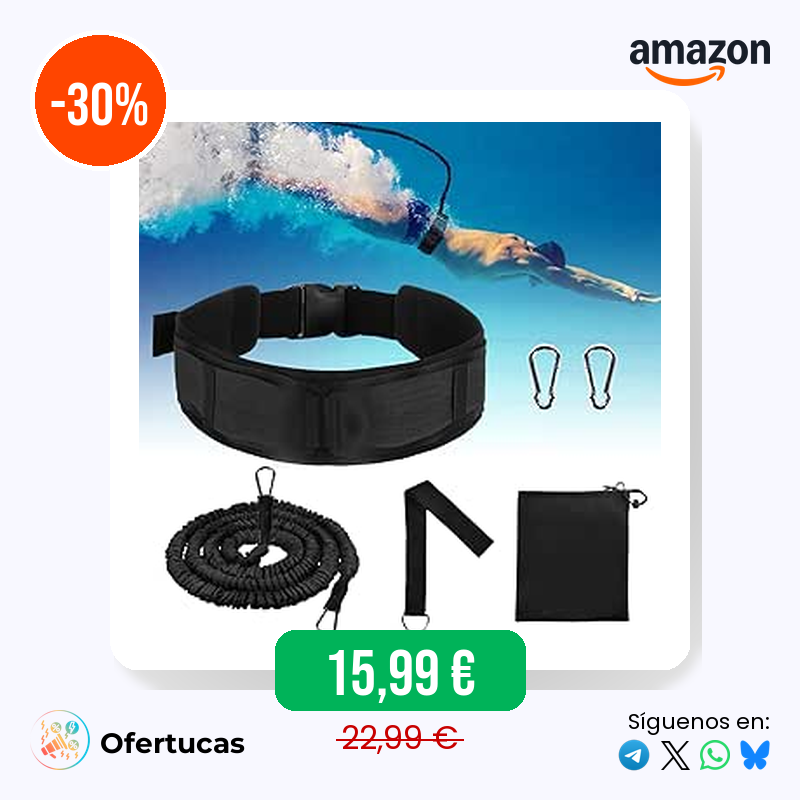 -30%
amazon
15,99 €
22,99 €
Ofertucas
Síguenos en: